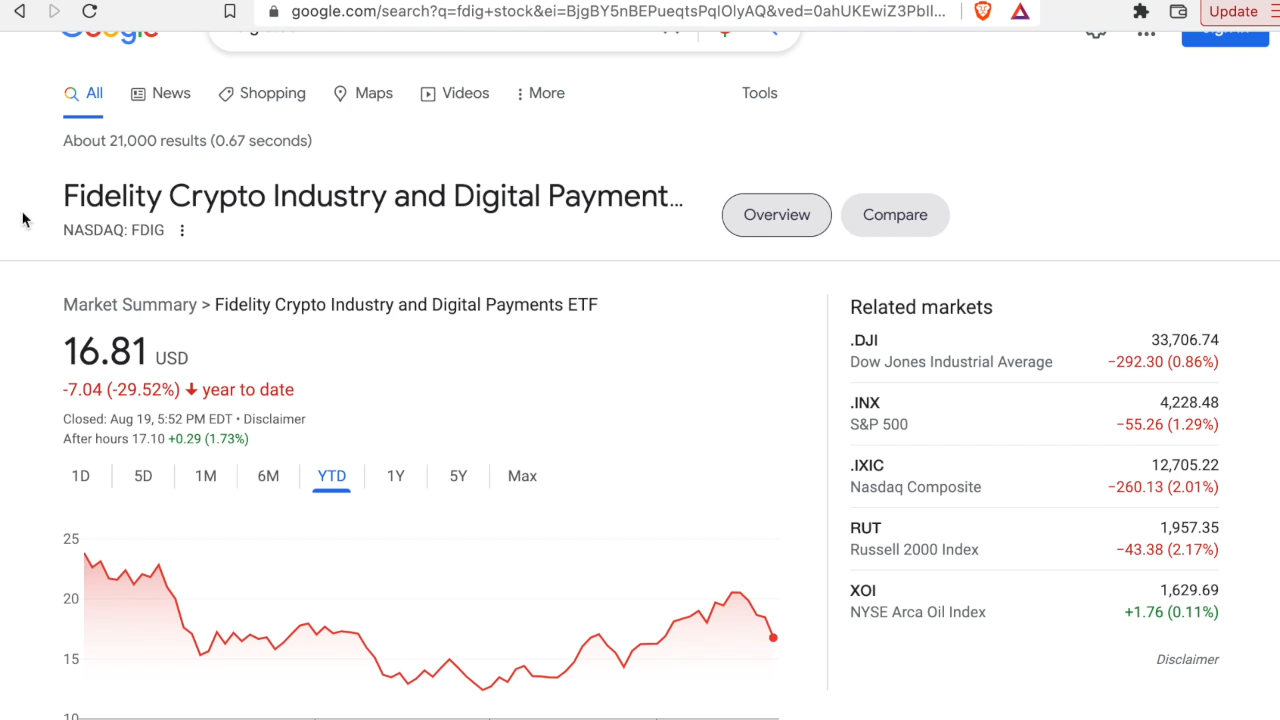 google.com/search?q=fdig+stock&ei=BjgBY5nBEPueqtsPqIOlyAQ&ved=0ahUKEwiZ3PbIl...
Update
All
News
Shopping
Maps
Videos
More
Tools
About 21,000 results (0.67 seconds)
Fidelity Crypto Industry and Digital Payment...
NASDAQ: FDIG
Overview
Compare
Market Summary > Fidelity Crypto Industry and Digital Payments ETF
16.81 USD
-7.04 (-29.52%) year to date
Closed: Aug 19, 5:52 PM EDT • Disclaimer
After hours 17.10 +0.29 (1.73%)
1D
5D
1M
6M
YTD
1Y
5Y
Max
25
20
15
10
Related markets
.DJI 33,706.74
Dow Jones Industrial Average −292.30 (0.86%)
.INX 4,228.48
S&P 500 −55.26 (1.29%)
.IXIC 12,705.22
Nasdaq Composite −260.13 (2.01%)
RUT 1,957.35
Russell 2000 Index −43.38 (2.17%)
XOI 1,629.69
NYSE Arca Oil Index +1.76 (0.11%)
Disclaimer